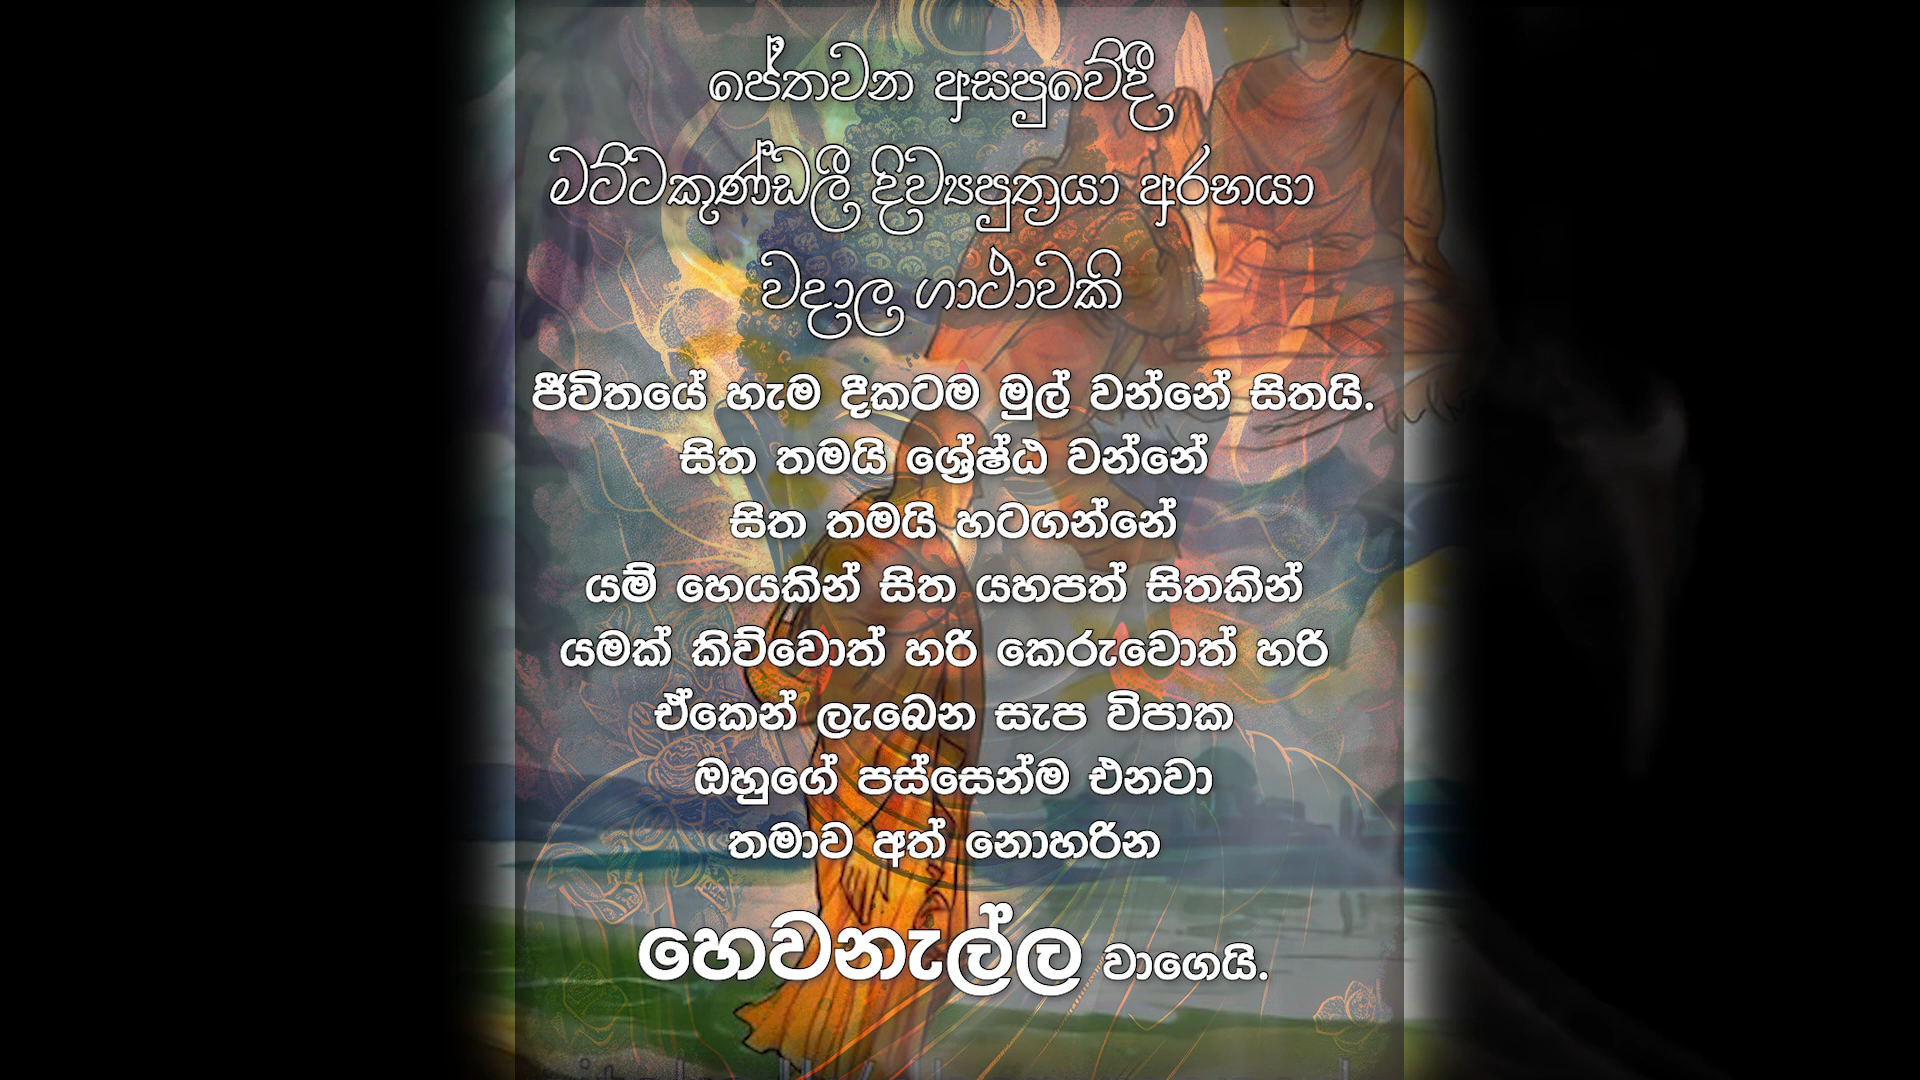 ජේතවන අසපුවේදී
මට්ටකුණ්ඩලී දිව්‍යපුත්‍රයා අරභයා
වදාල ගාථාවකි
ජීවිතයේ හැම දීකටම මුල් වන්නේ සිතයි.
සිත තමයි ශ්‍රේෂ්ඨ වන්නේ
සිත තමයි හටගන්නේ
යම් හෙයකින් සිත යහපත් සිතකින්
යමක් කිව්වොත් හරි කෙරුවොත් හරි
ඒකෙන් ලැබෙන සැප විපාක
ඔහුගේ පස්සෙන්ම එනවා
තමාව අත් නොහරින
හෙවනැල්ල වාගෙයි.